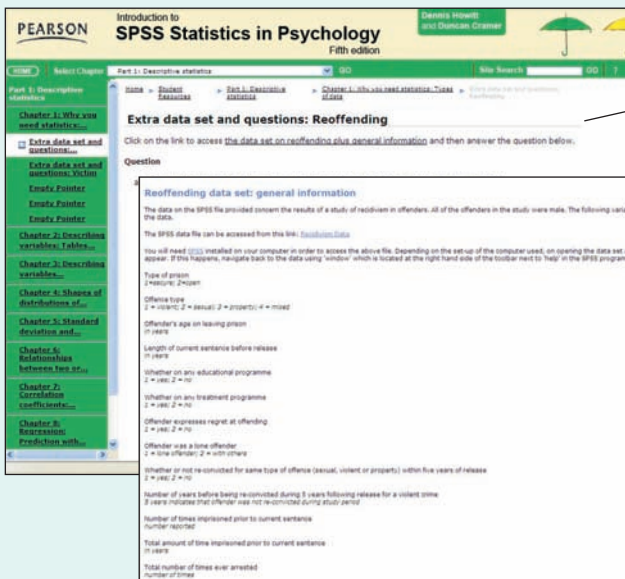 PEARSON
Introduction to
SPSS Statistics in Psychology
Fifth edition
Dennis Howitt
and Duncan Cramer
HOME
Select Chapter
Part 1: Descriptive statistics
GO
Site Search
GO
?
Part 1: Descriptive
statistics
Chapter 1: Why you
need statistics:...
Extra data set and
questions:...
Extra data set and
questions: Victim
Empty Pointer
Empty Pointer
Empty Pointer
Chapter 2: Describing
variables: Tables...
Chapter 3: Describing
variables...
Chapter 4: Shapes of
distributions of...
Chapter 5: Standard
deviation and...
Chapter 6:
Relationships
between two or...
Chapter 7:
Correlation
coefficients:...
Chapter 8:
Regression:
Prediction with...
Home
Student
Resources
Part 1: Descriptive
statistics
Chapter 1: Why you need statistics: Types
of data
Extra data set and questions:
Reoffending
Extra data set and questions: Reoffending
Click on the link to access the data set on reoffending plus general information and then answer the question below.
Question
Reoffending data set: general information
The data on the SPSS file provided concern the results of a study of recidivism in offenders. All of the offenders in the study were male. The following
the data.
The SPSS data file can be accessed from this link: Recidivism Data.
You will need SPSS installed on your computer in order to access the above file. Depending on the set-up of the computer used, on opening the data set
appear. If this happens, navigate back to the data using 'window' which is located at the right hand side of the toolbar next to 'help' in the SPSS
Type of prison
1=secure; 2=open
Offence type
1 = violent; 2 = sexual; 3 = property; 4 = mixed
Offender's age on leaving prison
in years
Length of current sentence before release
in years
Whether on any educational programme
1 = yes; 2 = no
Whether on any treatment programme
1 = yes; 2 = no
Offender expresses regret at offending
1 = yes; 2 = no
Offender was a lone offender
1 = lone offender; 2 = with others
Whether or not re-convicted for same type of offence (sexual, violent or property) within five years of release
1 = yes; 2 = no
Number of years before being re-convicted during 5 years following release for a violent crime
5 years indicates that offender was not re-convicted during study period
Number of times imprisoned prior to current sentence
number reported
Total amount of time imprisoned prior to current sentence
in years
Total number of times ever arrested
number of times